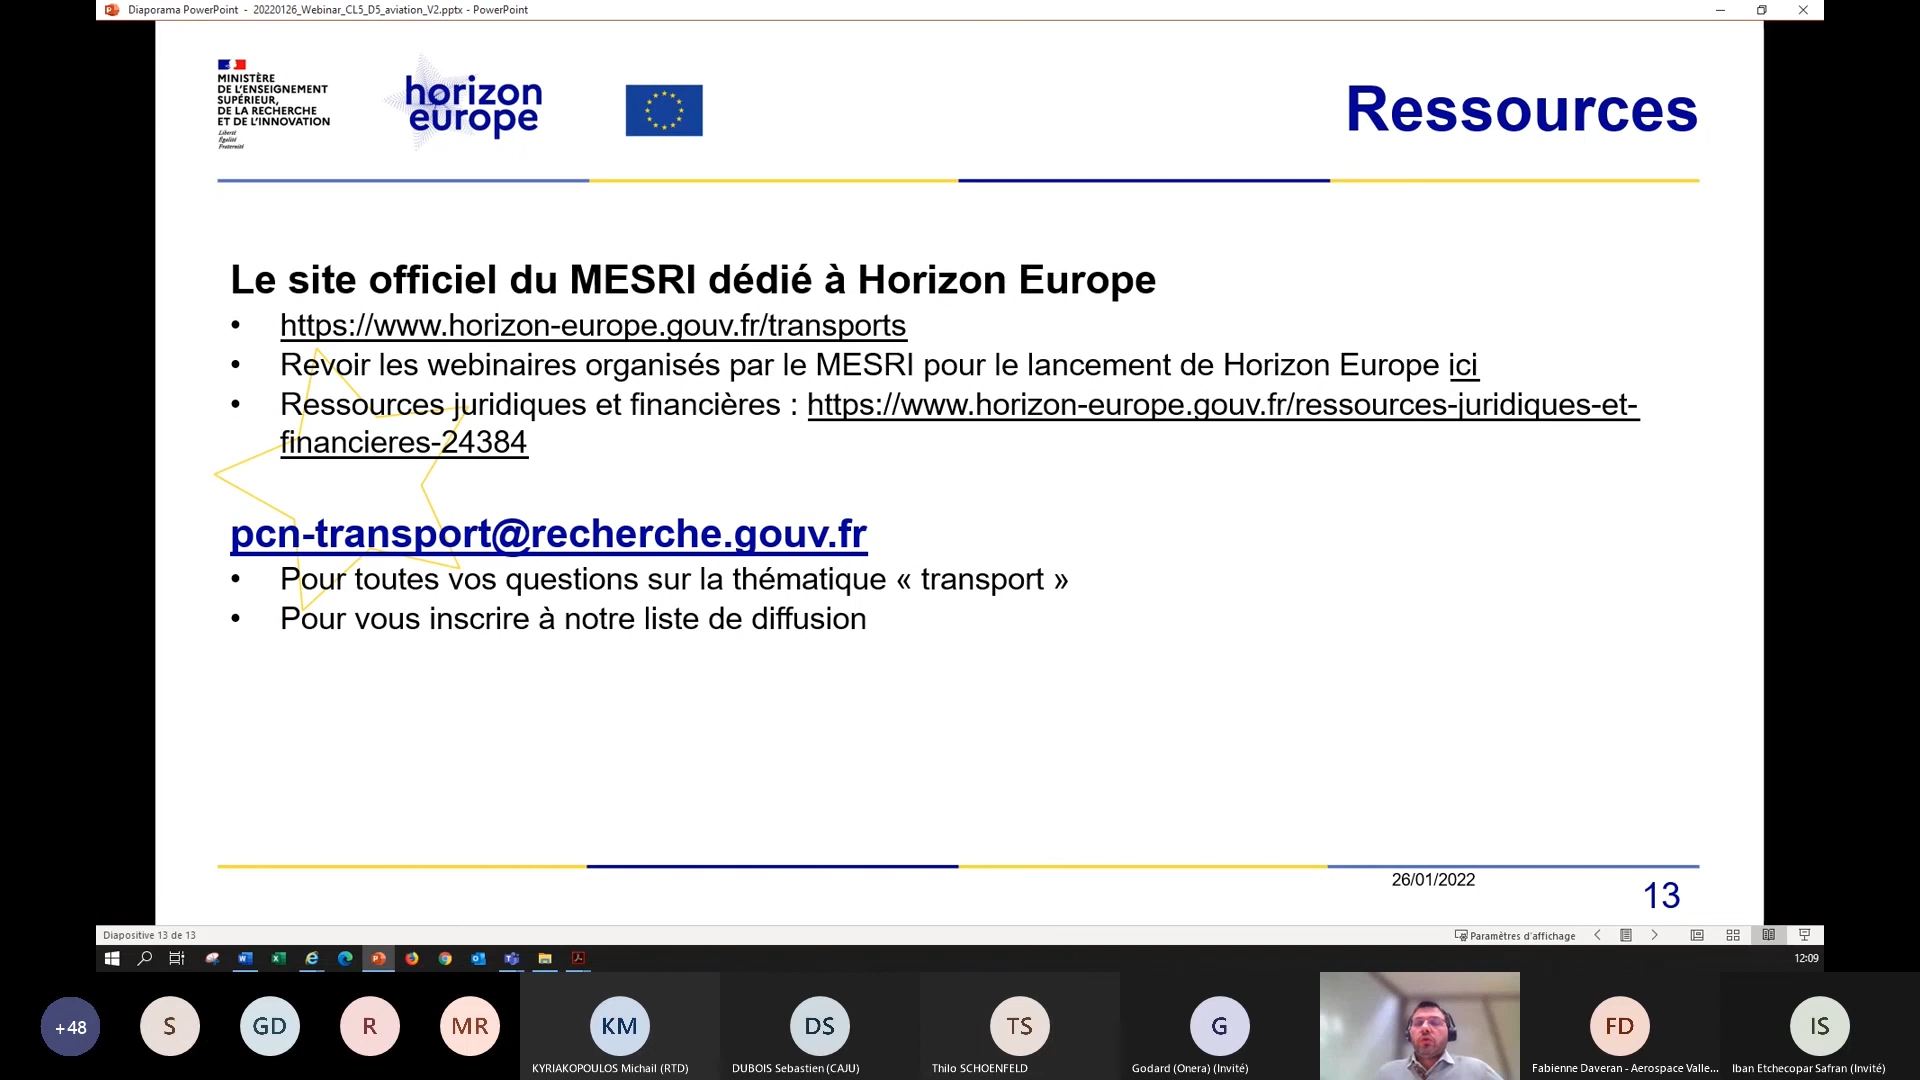 Diaporama PowerPoint - 20220126_Webinar_CL5_D5_aviation_V2.pptx - PowerPoint
MINISTÈRE
DE L'ENSEIGNEMENT
SUPÉRIEUR,
DE LA RECHERCHE
ET DE L'INNOVATION
Liberté
Égalité
Fraternité
horizon
europe
Ressources
Le site officiel du MESRI dédié à Horizon Europe
• https://www.horizon-europe.gouv.fr/transports
• Revoir les webinaires organisés par le MESRI pour le lancement de Horizon Europe ici
• Ressources juridiques et financières : https://www.horizon-europe.gouv.fr/ressources-juridiques-et-
financieres-24384
pcn-transport@recherche.gouv.fr
• Pour toutes vos questions sur la thématique « transport »
• Pour vous inscrire à notre liste de diffusion
26/01/2022
13
Diapositive 13 de 13
Paramètres d'affichage
12:09
+48
S
GD
R
MR
KM
DS
TS
G
FD
IS
KYRIAKOPOULOS Michail (RTD)
DUBOIS Sebastien (CAJU)
Thilo SCHOENFELD
Godard (Onera) (Invité)
Fabienne Daveran - Aerospace Valle...
Iban Etchecopar Safran (Invité)